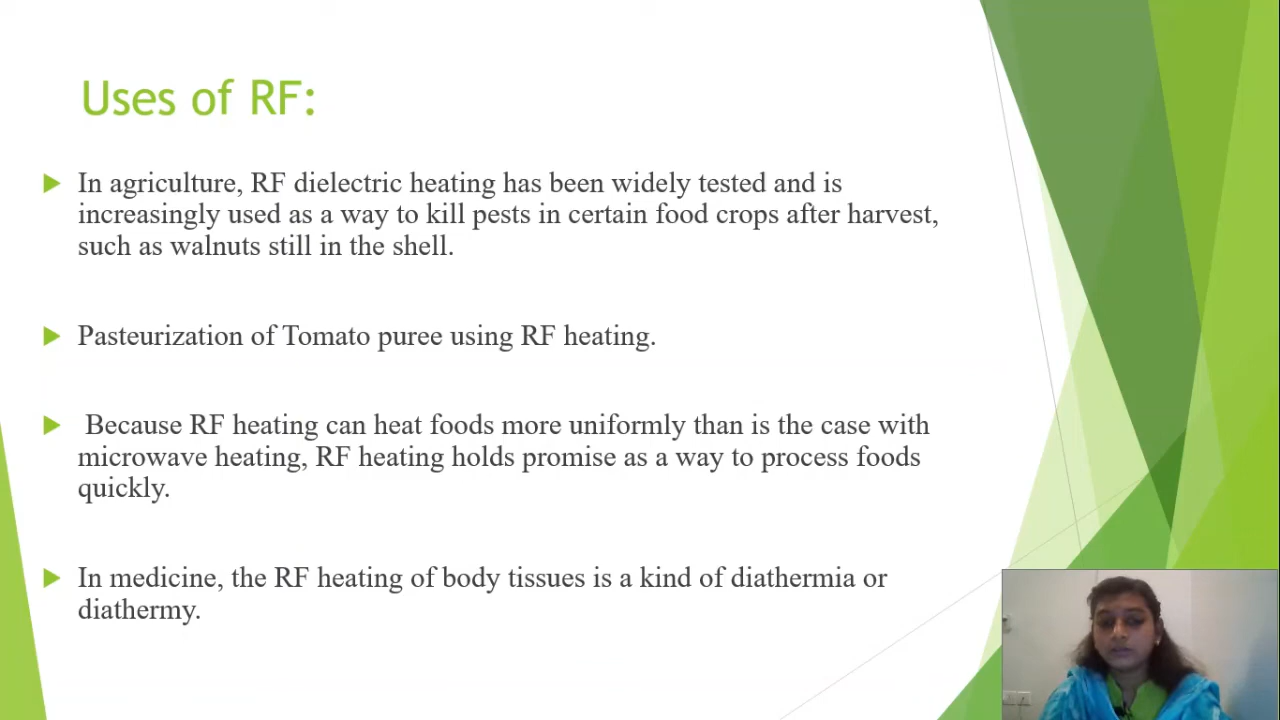 Uses of RF:
In agriculture, RF dielectric heating has been widely tested and is
increasingly used as a way to kill pests in certain food crops after harvest,
such as walnuts still in the shell.
Pasteurization of Tomato puree using RF heating.
Because RF heating can heat foods more uniformly than is the case with
microwave heating, RF heating holds promise as a way to process foods
quickly.
In medicine, the RF heating of body tissues is a kind of diathermia or
diathermy.